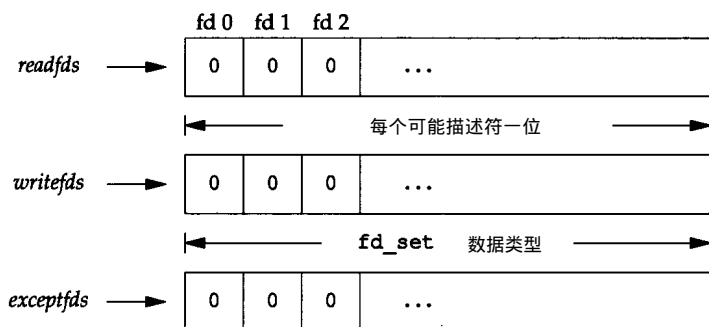 fd 0 fd 1 fd 2
readfds 0 0 0 ...
每个可能描述符一位
writefds 0 0 0 ...
fd_set 数据类型
exceptfds 0 0 0 ...